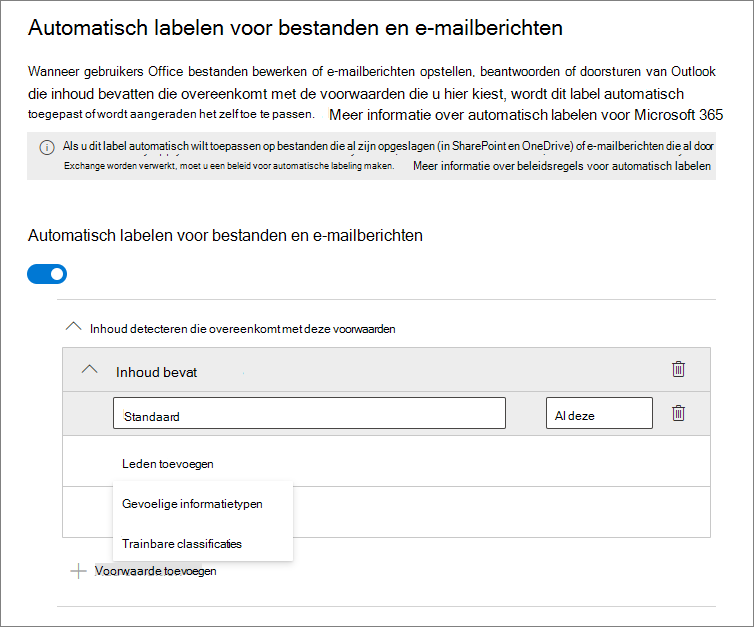 Automatisch labelen voor bestanden en e-mailberichten
Wanneer gebruikers Office bestanden bewerken of e-mailberichten opstellen, beantwoorden of doorsturen van Outlook
die inhoud bevatten die overeenkomt met de voorwaarden die u hier kiest, wordt dit label automatisch
toegepast of wordt aangeraden het zelf toe te passen. Meer informatie over automatisch labelen voor Microsoft 365
Als u dit label automatisch wilt toepassen op bestanden die al zijn opgeslagen (in SharePoint en OneDrive) of e-mailberichten die al door
Exchange worden verwerkt, moet u een beleid voor automatische labeling maken. Meer informatie over beleidsregels voor automatisch labelen
Automatisch labelen voor bestanden en e-mailberichten
Inhoud detecteren die overeenkomt met deze voorwaarden
Inhoud bevat
Standaard Al deze
Leden toevoegen
Gevoelige informatietypen
Trainbare classificaties
Voorwaarde toevoegen